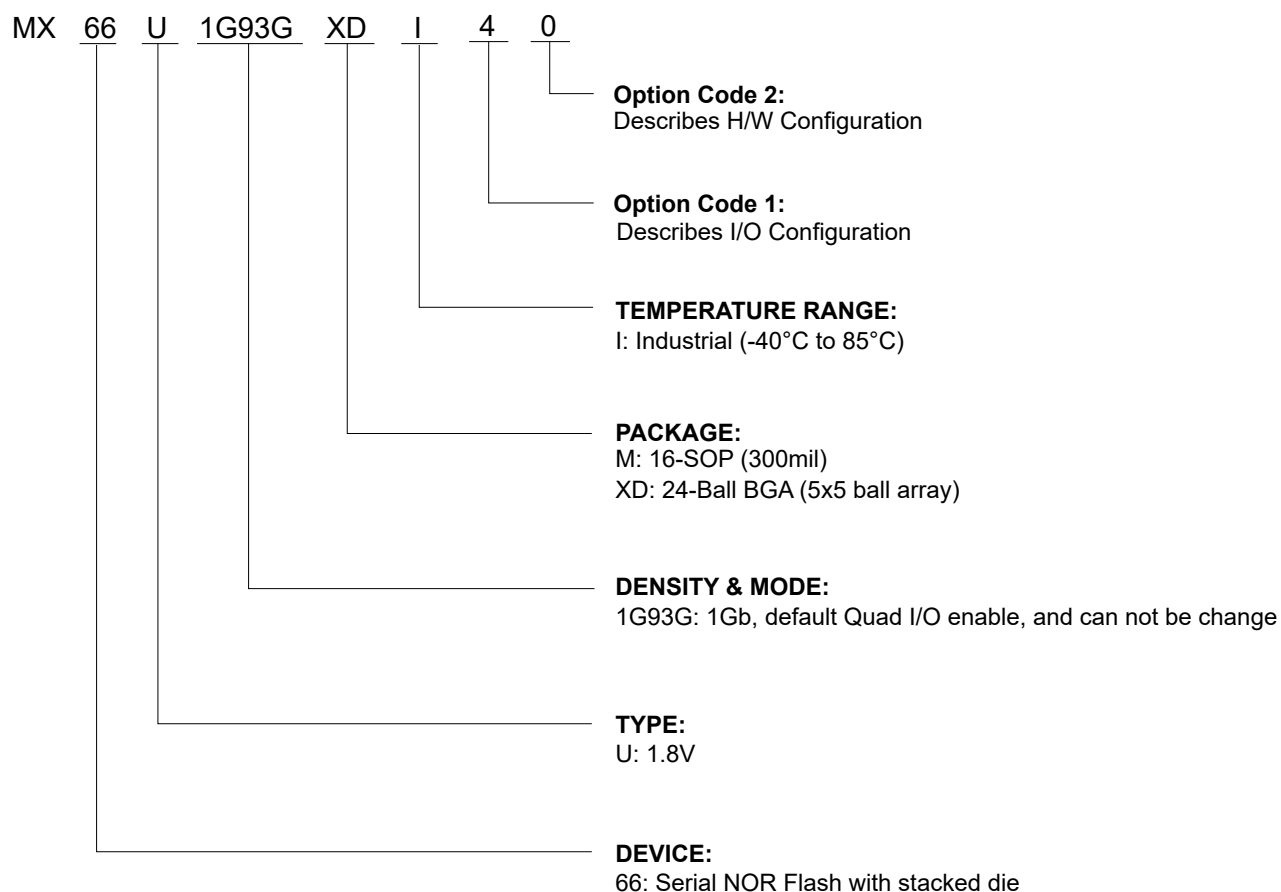 MX 66 U 1G93G XD I 4 0
Option Code 2:
Describes H/W Configuration
Option Code 1:
Describes I/O Configuration
TEMPERATURE RANGE:
I: Industrial (-40°C to 85°C)
PACKAGE:
M: 16-SOP (300mil)
XD: 24-Ball BGA (5x5 ball array)
DENSITY & MODE:
1G93G: 1Gb, default Quad I/O enable, and can not be change
TYPE:
U: 1.8V
DEVICE:
66: Serial NOR Flash with stacked die